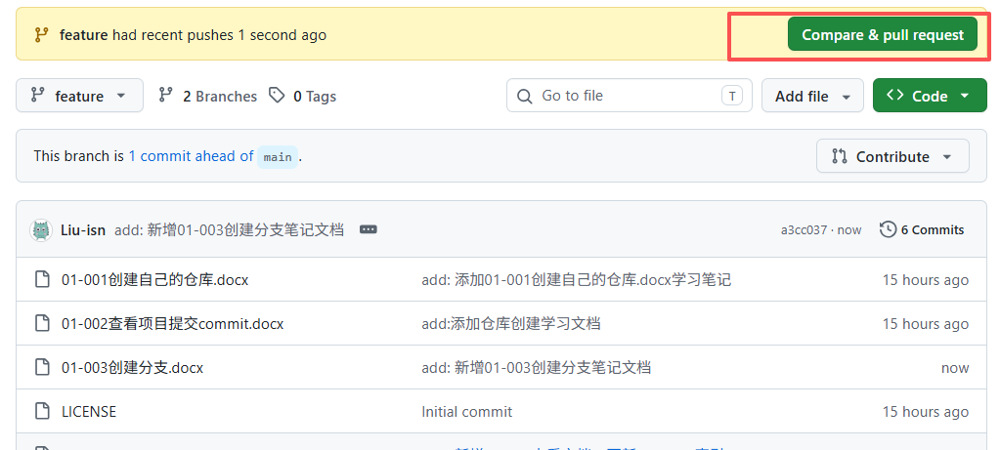 feature had recent pushes 1 second ago Compare & pull request
feature 2 Branches 0 Tags Go to file T Add file Code
This branch is 1 commit ahead of main . Contribute
Liu-isn add: 新增01-003创建分支笔记文档 a3cc037 · now 6 Commits
01-001创建自己的仓库.docx add: 添加01-001创建自己的仓库.docx学习笔记 15 hours ago
01-002查看项目提交commit.docx add:添加仓库创建学习文档 15 hours ago
01-003创建分支.docx add: 新增01-003创建分支笔记文档 now
LICENSE Initial commit 15 hours ago